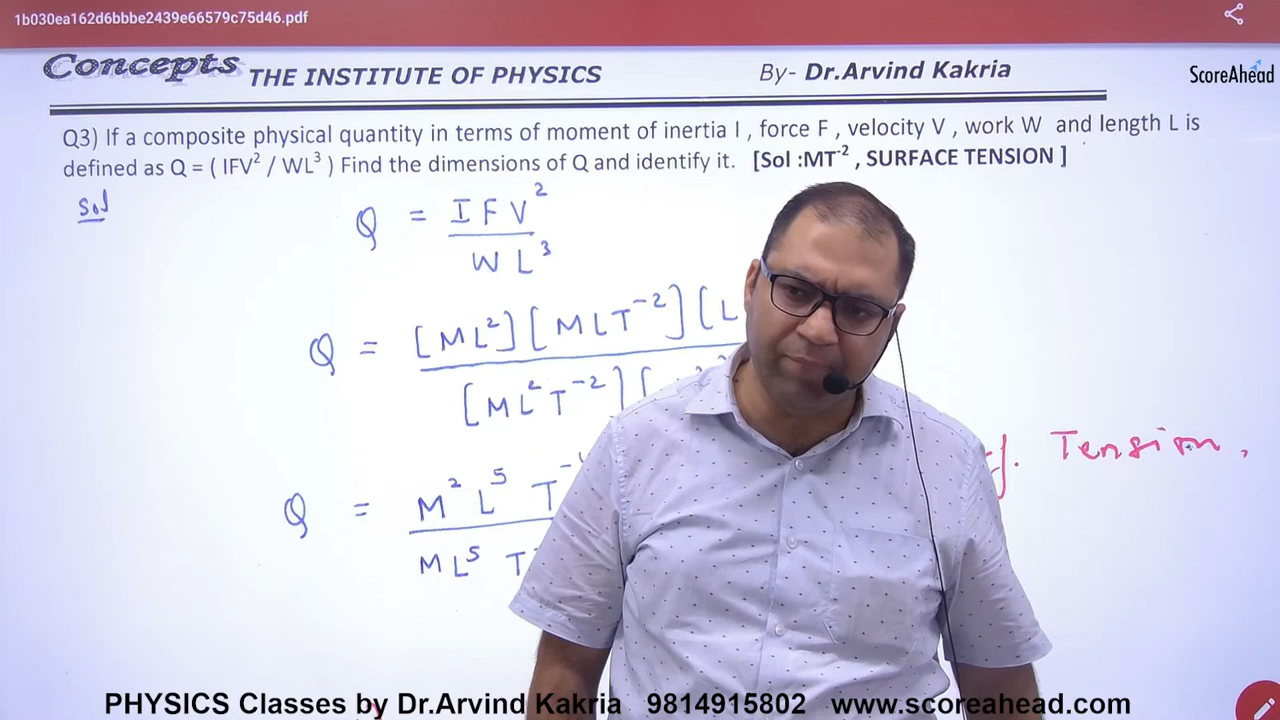 1b030ea162d6bbbe2439e66579c75d46.pdf
Concepts THE INSTITUTE OF PHYSICS By- Dr.Arvind Kakria ScoreAhead
Q3) If a composite physical quantity in terms of moment of inertia I , force F , velocity V , work W and length L is
defined as Q = ( IFV² / WL³ ) Find the dimensions of Q and identify it. [Sol :MT⁻² , SURFACE TENSION ]
Sol
Q = I F V²
W L³
Q = [ML²] [MLT⁻²] [L
[ML²T⁻²] [
Tension,
Q = M² L⁵ T
M L⁵ T
PHYSICS Classes by Dr.Arvind Kakria 9814915802 www.scoreahead.com